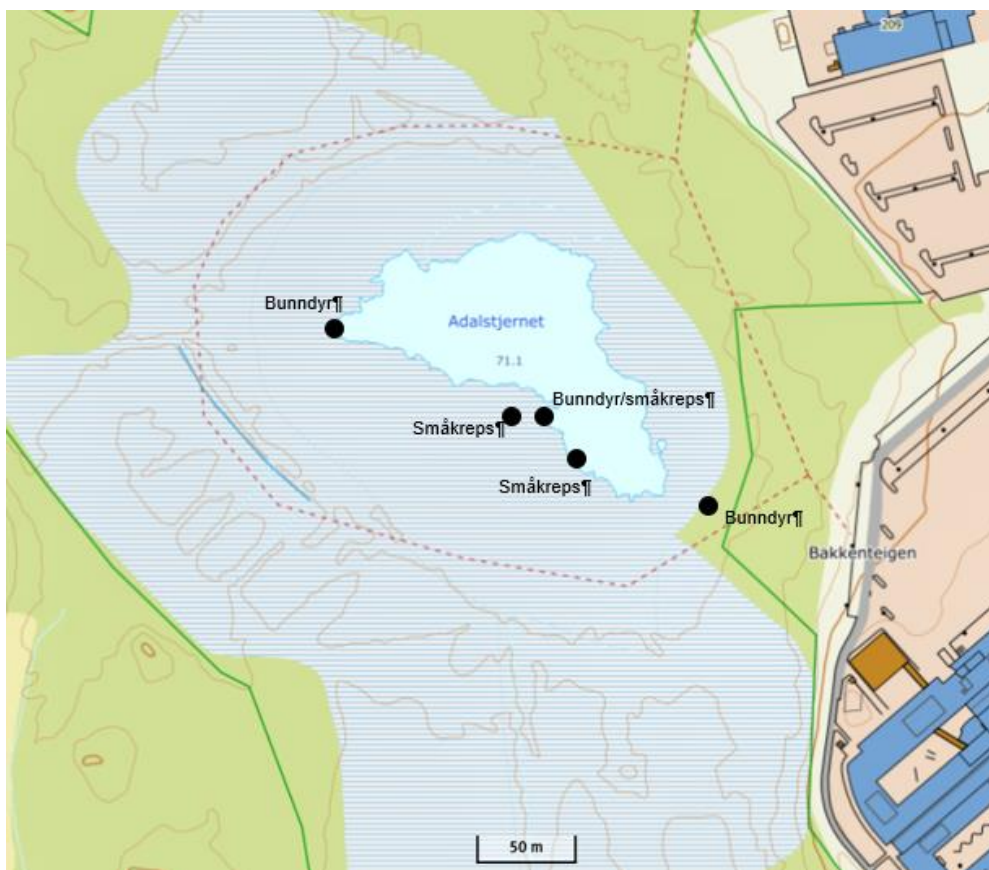 209
Bunndyr¶
Adalstjernet
71.1
Bunndyr/småkreps¶
Småkreps¶
Småkreps¶
Bunndyr¶
Bakkenteigen
50 m